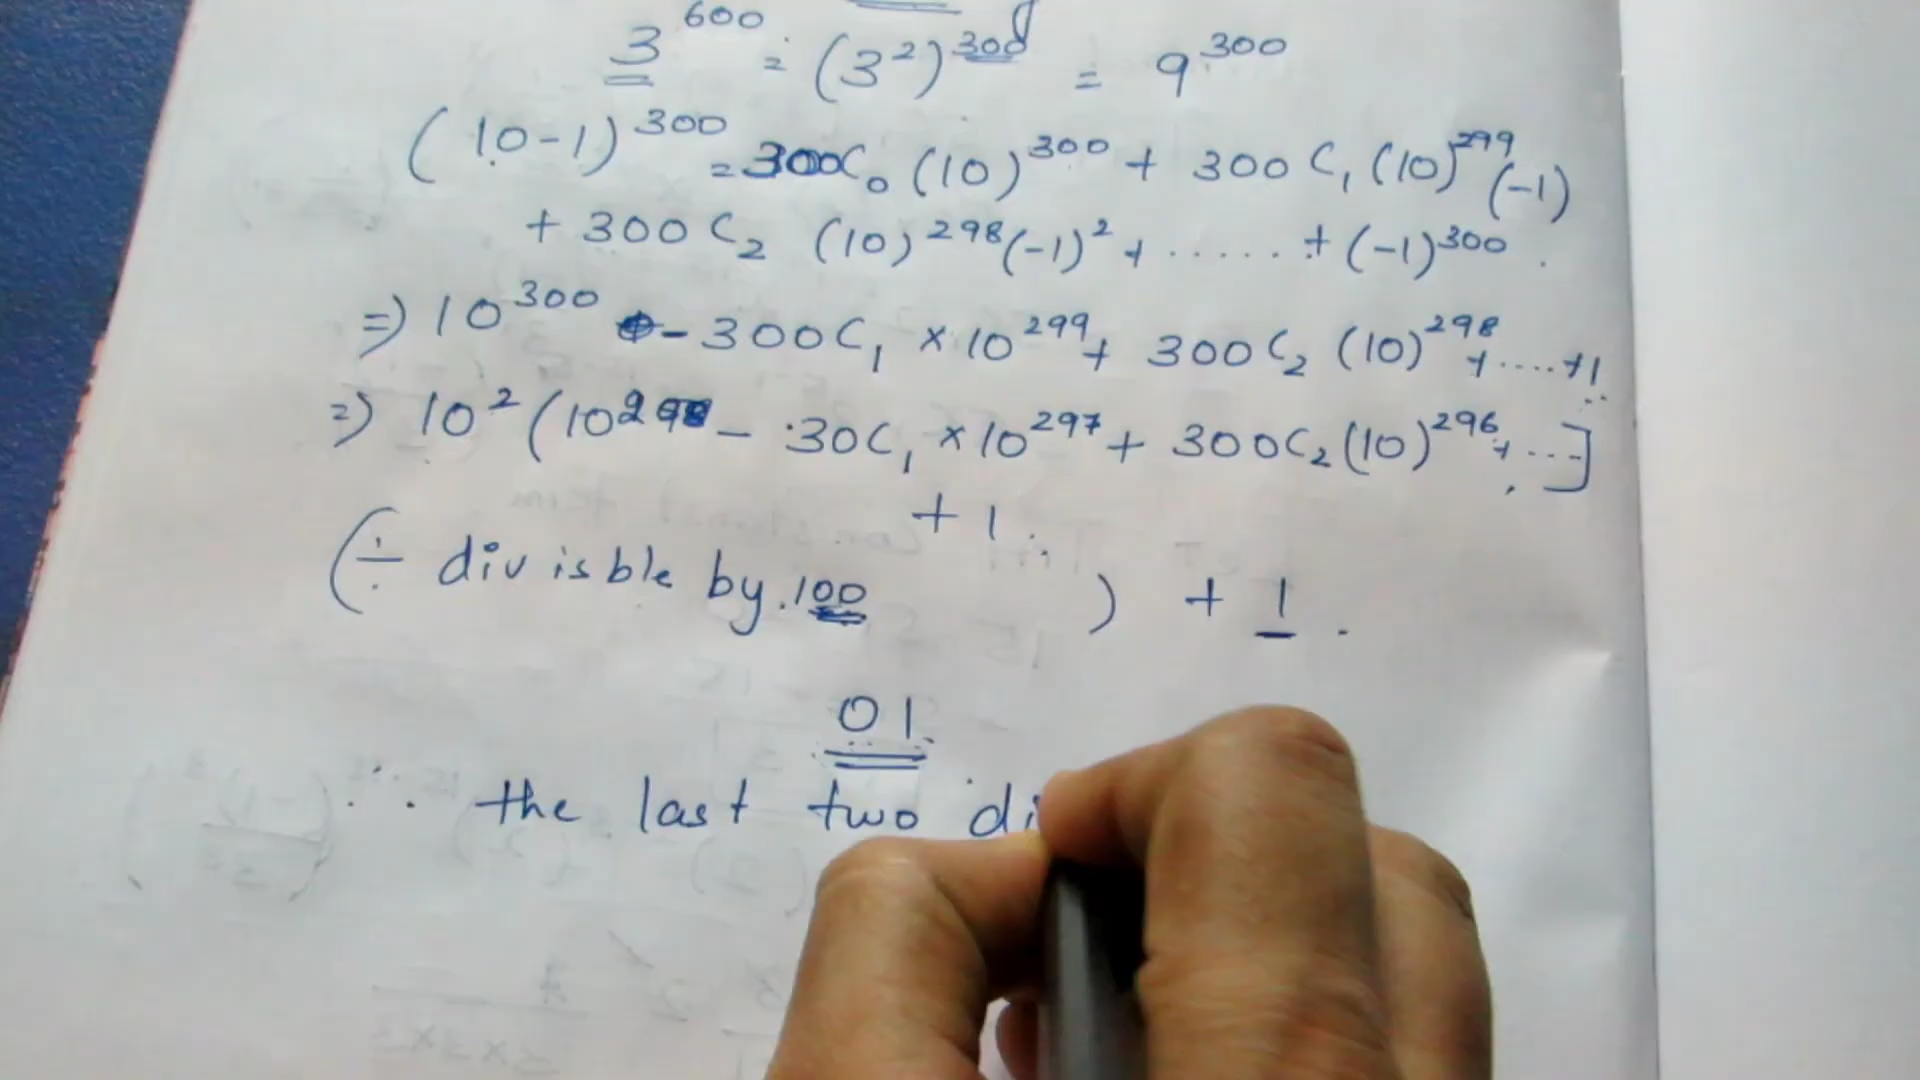 3^600 = (3^2)^300 = 9^300
(10-1)^300 = 300C₀ (10)^300 + 300C₁ (10)^299 (-1)
+ 300C₂ (10)^298 (-1)^2 + ...... + (-1)^300
⇒ 10^300 - 300C₁ × 10^299 + 300C₂ (10)^298 + .... +1
⇒ 10^2 (10^298 - 30C₁ × 10^297 + 300C₂ (10)^296 + ...]
+ 1
(÷ divisble by 100 ) + 1.
01
∴ the last two di